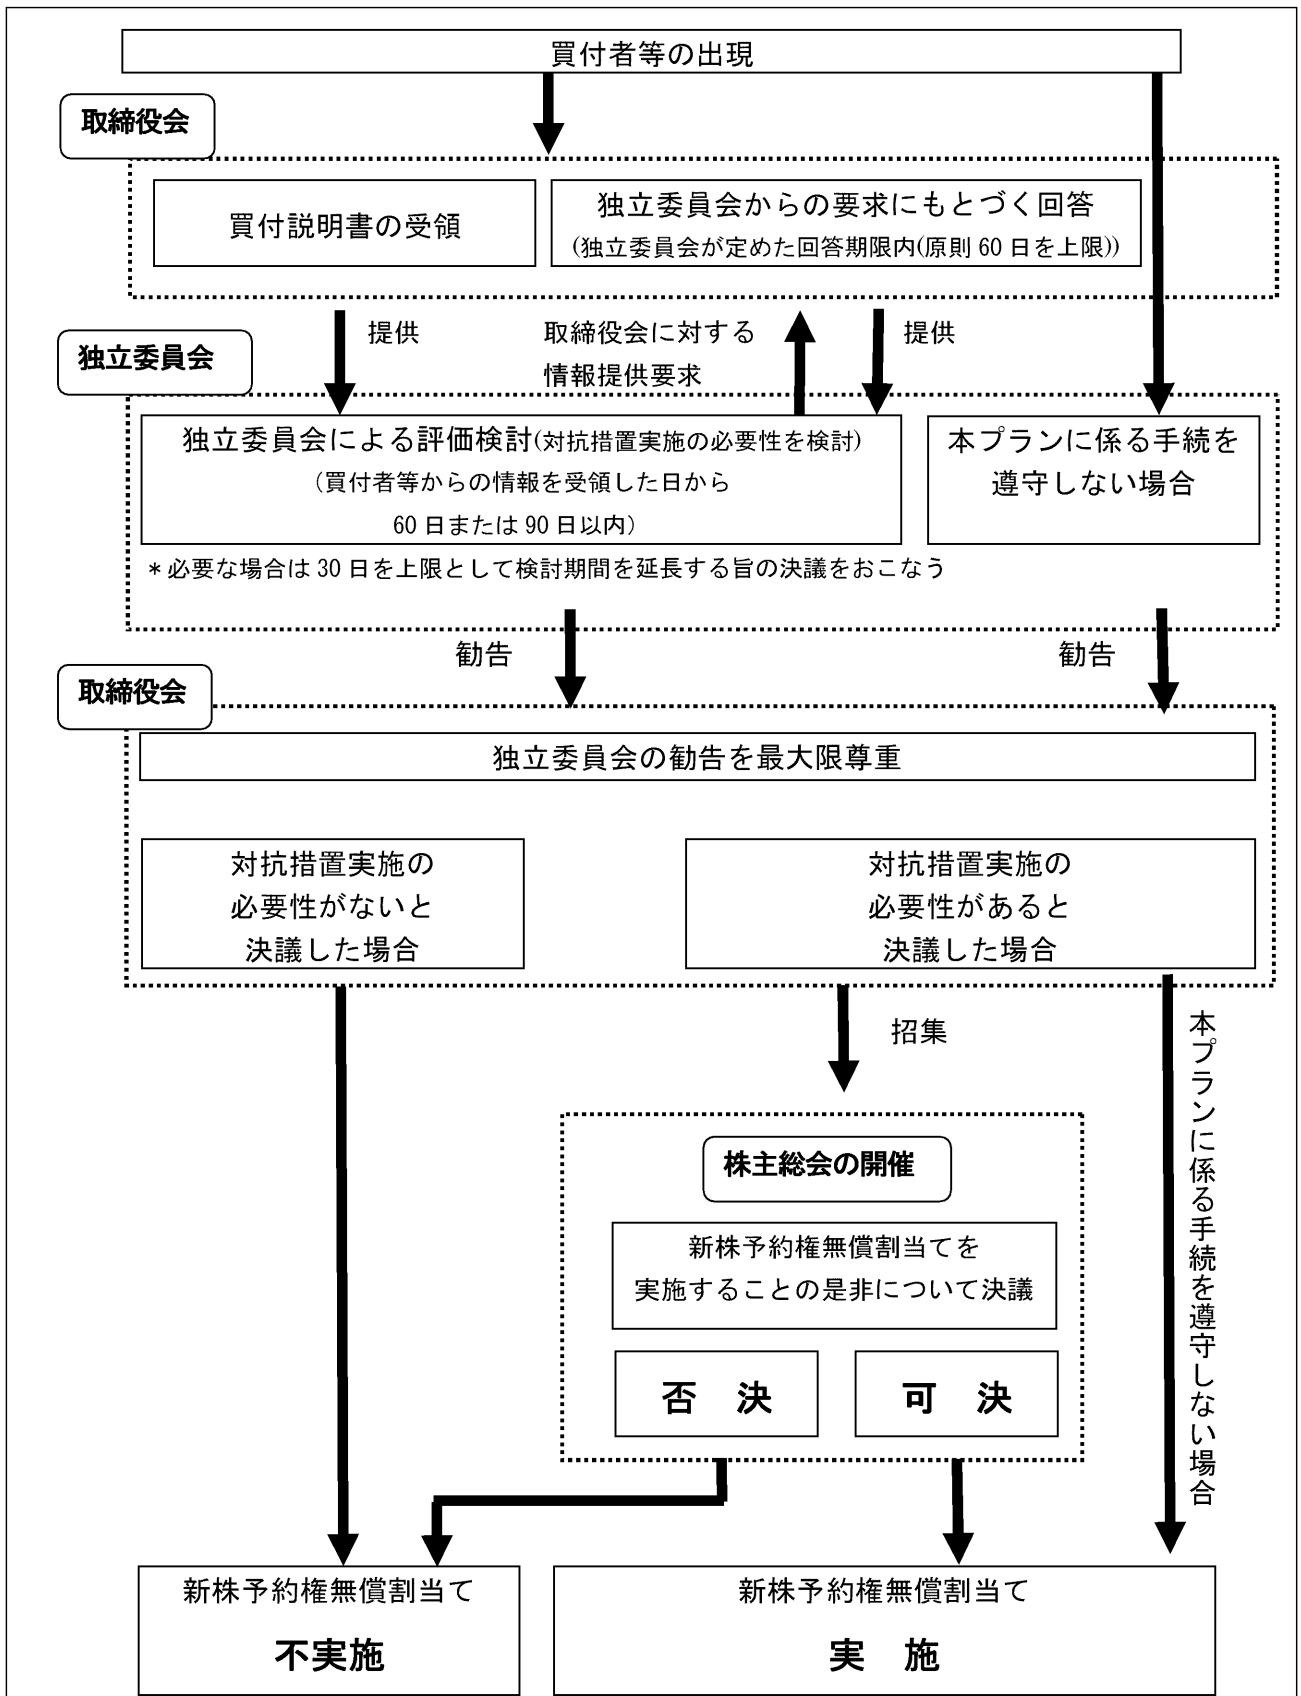 買付者等の出現
取締役会
買付説明書の受領
独立委員会からの要求にもとづく回答
(独立委員会が定めた回答期限内(原則 60 日を上限))
提供
取締役会に対する
情報提供要求
提供
独立委員会
独立委員会による評価検討(対抗措置実施の必要性を検討)
(買付者等からの情報を受領した日から
60 日または 90 日以内)
本プランに係る手続を
遵守しない場合
*必要な場合は 30 日を上限として検討期間を延長する旨の決議をおこなう
勧告
勧告
取締役会
独立委員会の勧告を最大限尊重
対抗措置実施の
必要性がないと
決議した場合
対抗措置実施の
必要性があると
決議した場合
招集
本プランに係る手続を遵守しない場合
株主総会の開催
新株予約権無償割当てを
実施することの是非について決議
否 決
可 決
新株予約権無償割当て
不実施
新株予約権無償割当て
実 施